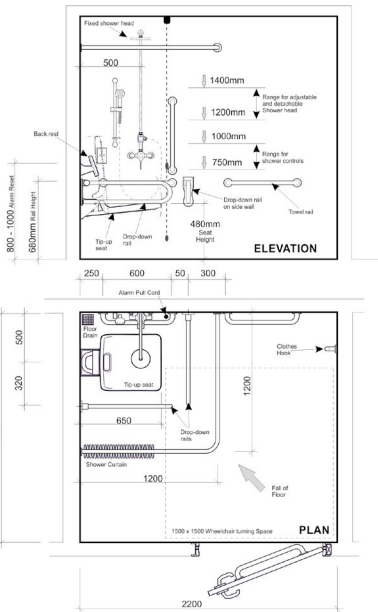 Fixed shower head
500
1400mm
Range for adjustable
and detachable
Shower head
1200mm
1000mm
Range for
shower controls
750mm
Back rest
800 - 1000 Alarm Reset
680mm Rail Height
Drop-down rail
on side wall
Towel rail
Tip-up
seat
Drop-down
rail
480mm
Seat
Height
ELEVATION
250
600
50
300
Alarm Pull Cord
500
320
Floor
Drain
Tip-up seat
Clothes
Hook
1200
650
Drop-down
rails
Shower Curtain
1200
Fall of
Floor
1500 x 1500 Wheelchair turning Space
PLAN
2200